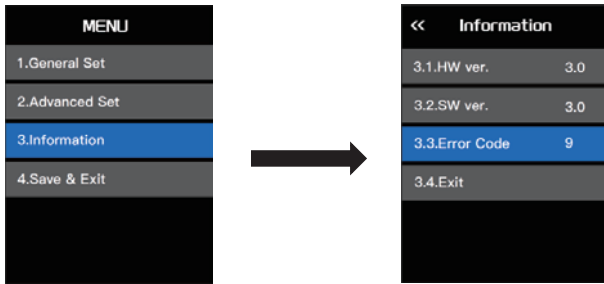 MENU
1.General Set
2.Advanced Set
3.Information
4.Save & Exit
« Information
3.1.HW ver. 3.0
3.2.SW ver. 3.0
3.3.Error Code 9
3.4.Exit